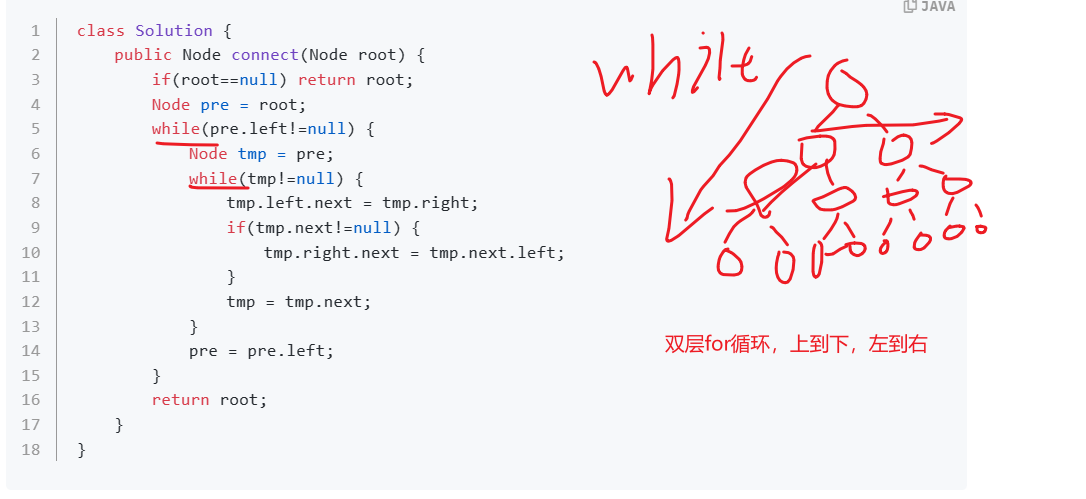 JAVA
1 class Solution {
2 public Node connect(Node root) {
3 if(root==null) return root;
4 Node pre = root;
5 while(pre.left!=null) {
6 Node tmp = pre;
7 while(tmp!=null) {
8 tmp.left.next = tmp.right;
9 if(tmp.next!=null) {
10 tmp.right.next = tmp.next.left;
11 }
12 tmp = tmp.next;
13 }
14 pre = pre.left;
15 }
16 return root;
17 }
18 }
while
双层for循环，上到下，左到右